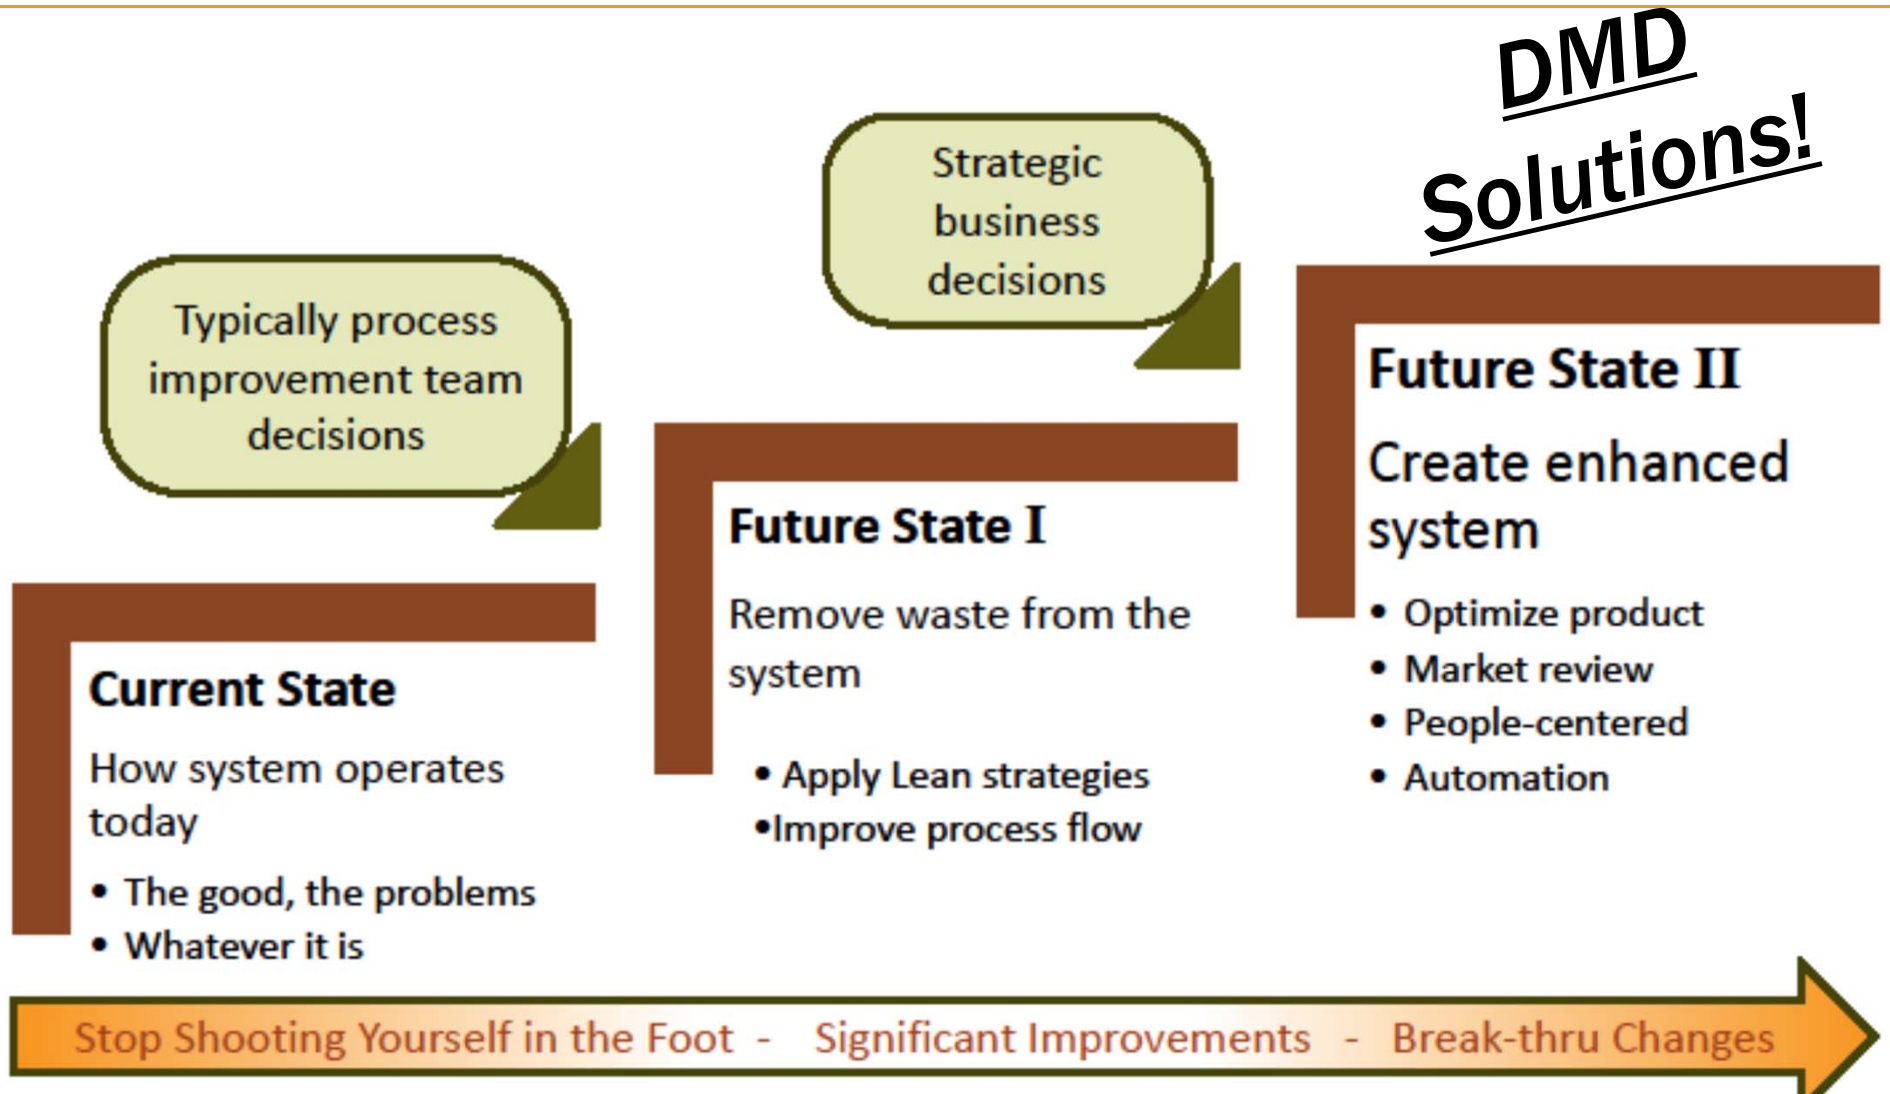 DMD
Solutions!
Strategic
business
decisions
Typically process
improvement team
decisions
Current State
How system operates
today
• The good, the problems
• Whatever it is
Future State I
Remove waste from the
system
• Apply Lean strategies
•Improve process flow
Future State II
Create enhanced
system
• Optimize product
• Market review
• People-centered
• Automation
Stop Shooting Yourself in the Foot - Significant Improvements - Break-thru Changes